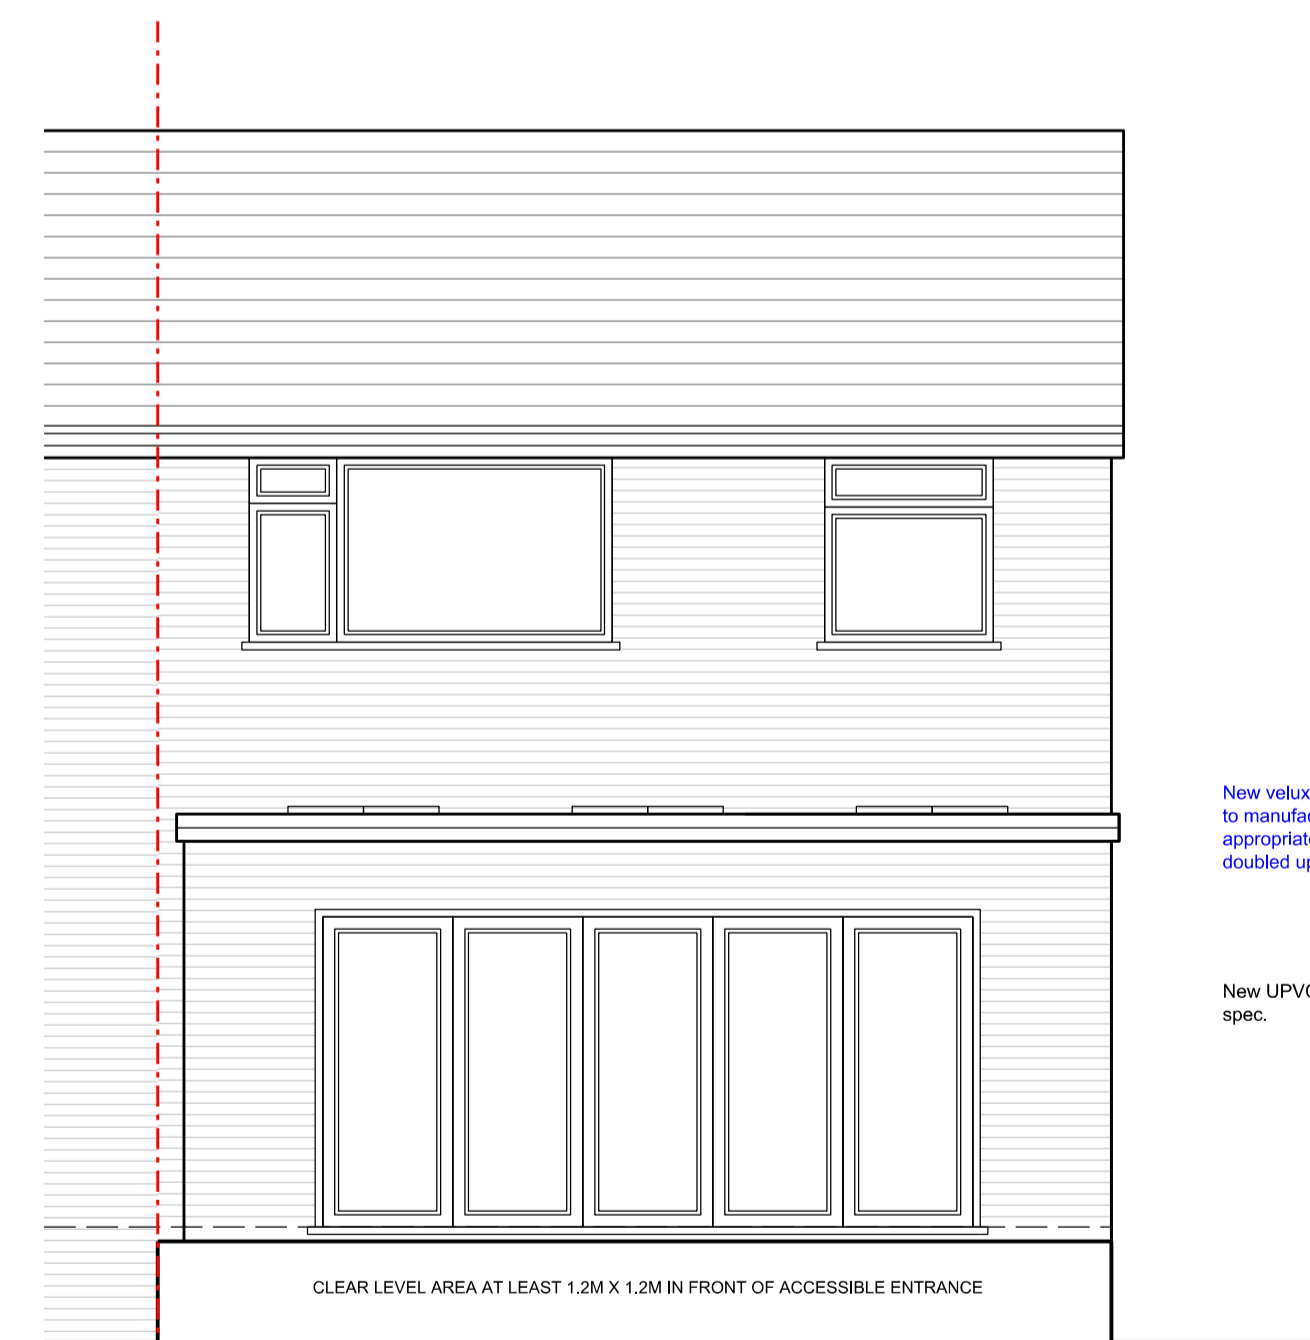 New velux
to manufac
appropriat
doubled up
New UPVC
spec.
CLEAR LEVEL AREA AT LEAST 1.2M X 1.2M IN FRONT OF ACCESSIBLE ENTRANCE